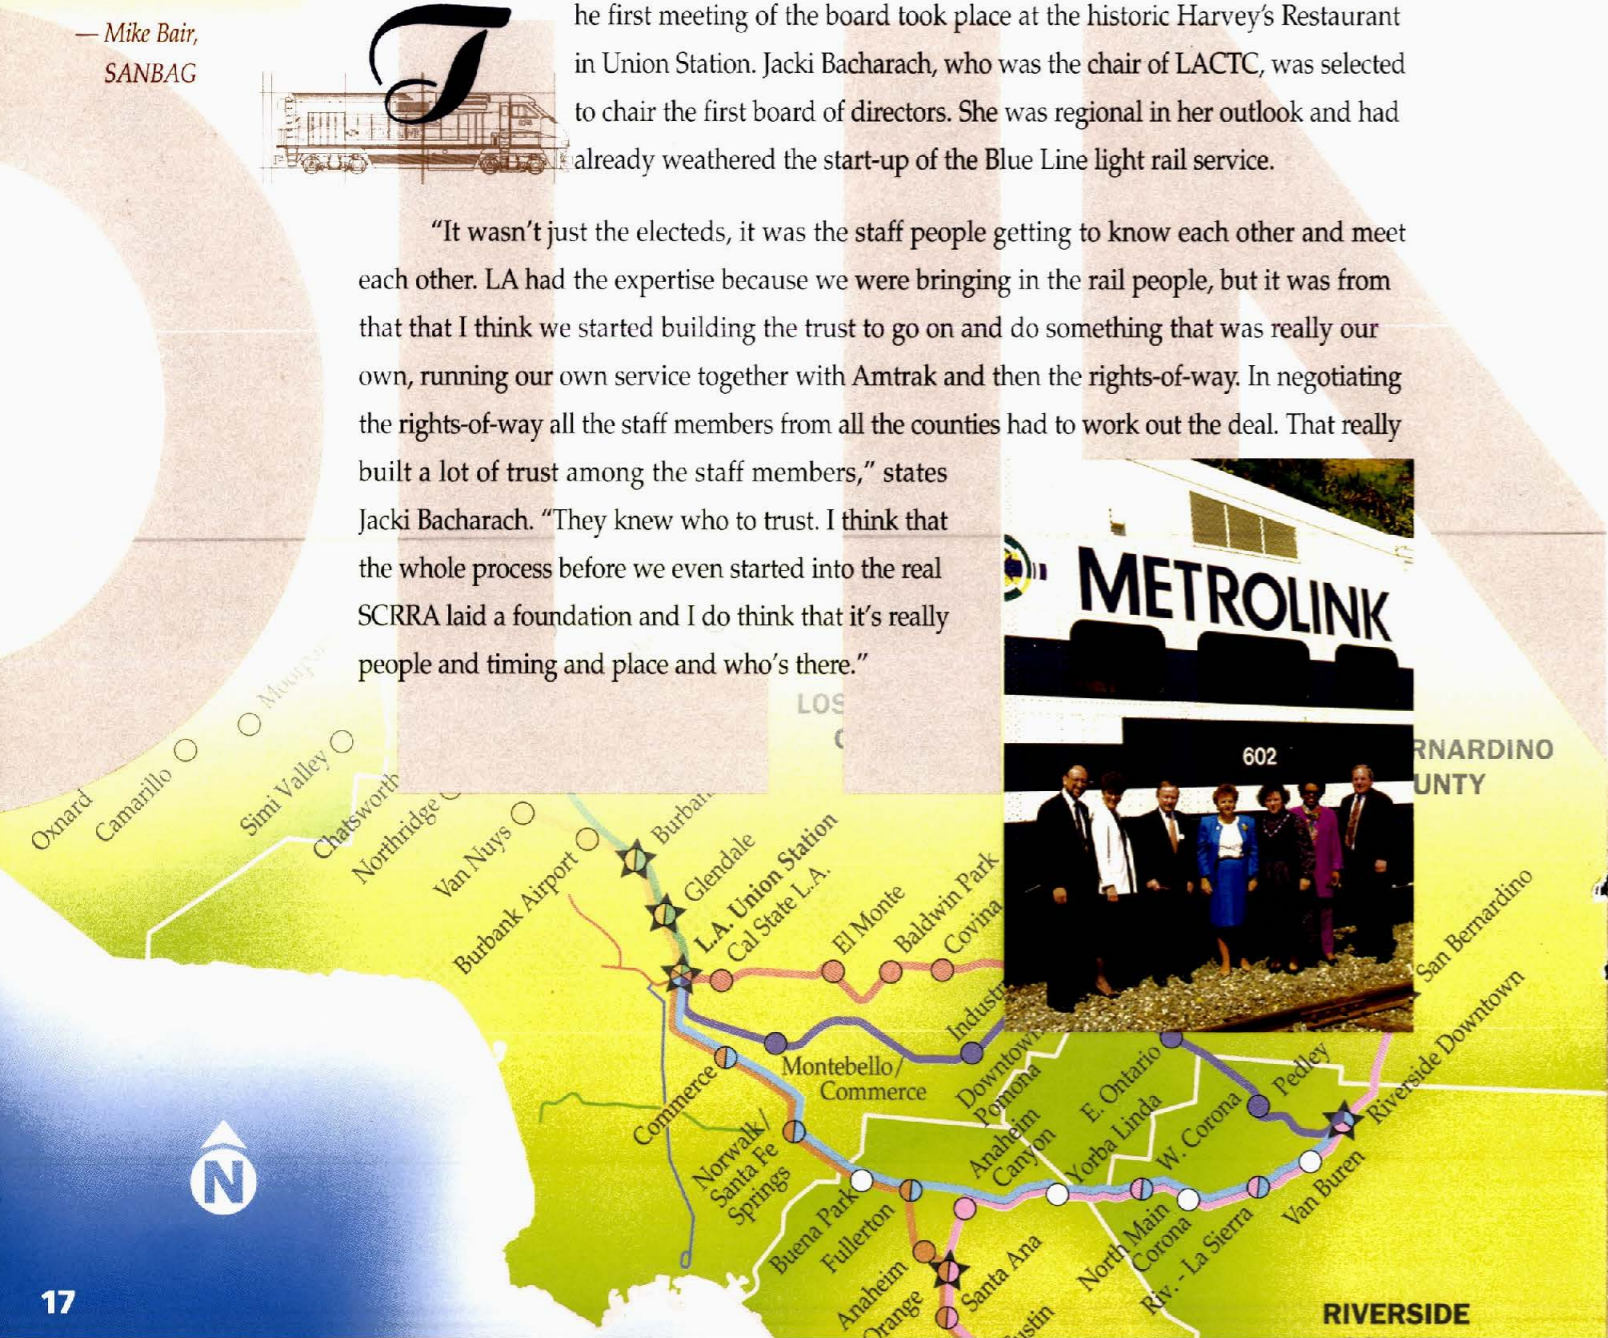 — Mike Bair,
SANBAG
The first meeting of the board took place at the historic Harvey's Restaurant
in Union Station. Jacki Bacharach, who was the chair of LACTC, was selected
to chair the first board of directors. She was regional in her outlook and had
already weathered the start-up of the Blue Line light rail service.
"It wasn't just the electeds, it was the staff people getting to know each other and meet
each other. LA had the expertise because we were bringing in the rail people, but it was from
that that I think we started building the trust to go on and do something that was really our
own, running our own service together with Amtrak and then the rights-of-way. In negotiating
the rights-of-way all the staff members from all the counties had to work out the deal. That really
built a lot of trust among the staff members," states
Jacki Bacharach. "They knew who to trust. I think that
the whole process before we even started into the real
SCRRA laid a foundation and I do think that it's really
people and timing and place and who's there."
METROLINK
602
LOS
RNARDINO
UNTY
Oxnard
Camarillo
Simi Valley
Chatsworth
Northridge
Van Nuys
Burbank Airport
Burban
Glendale
L.A. Union Station
Cal State L.A.
El Monte
Baldwin Park
Covina
San Bernardino
Riverside Downtown
Montebello/
Commerce
Industr
Downtown
Pomona
E. Ontario
Pedley
Commerce
Norwalk/
Santa Fe
Springs
Buena Park
Fullerton
Anaheim
Canyon
Yorba Linda
W. Corona
North Main
Corona
Riv. - La Sierra
Van Buren
Anaheim
Orange
Santa Ana
ustin
N
RIVERSIDE
17